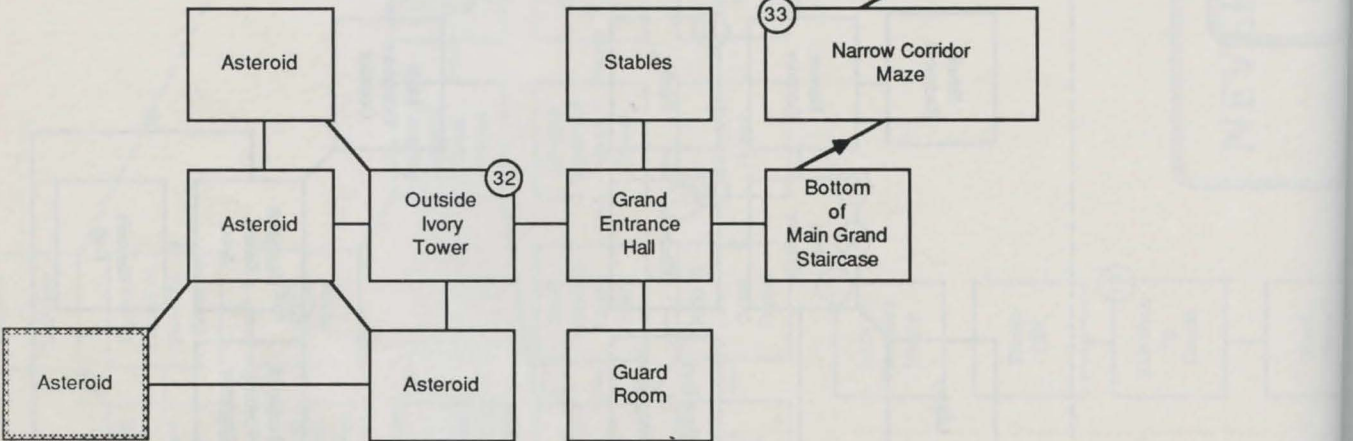 Asteroid
Stables
33
Narrow Corridor
Maze
Asteroid
Outside
Ivory
Tower
32
Grand
Entrance
Hall
Bottom
of
Main Grand
Staircase
Asteroid
Asteroid
Guard
Room